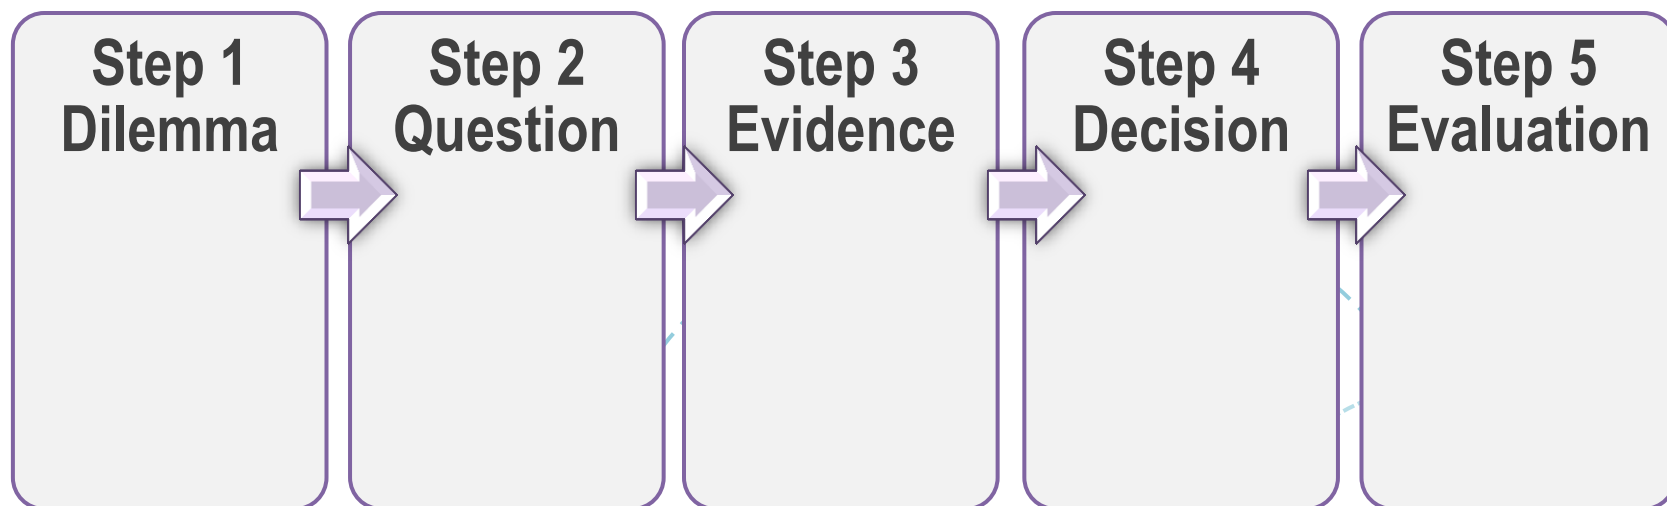 Step 1
Dilemma
Step 2
Question
Step 3
Evidence
Step 4
Decision
Step 5
Evaluation